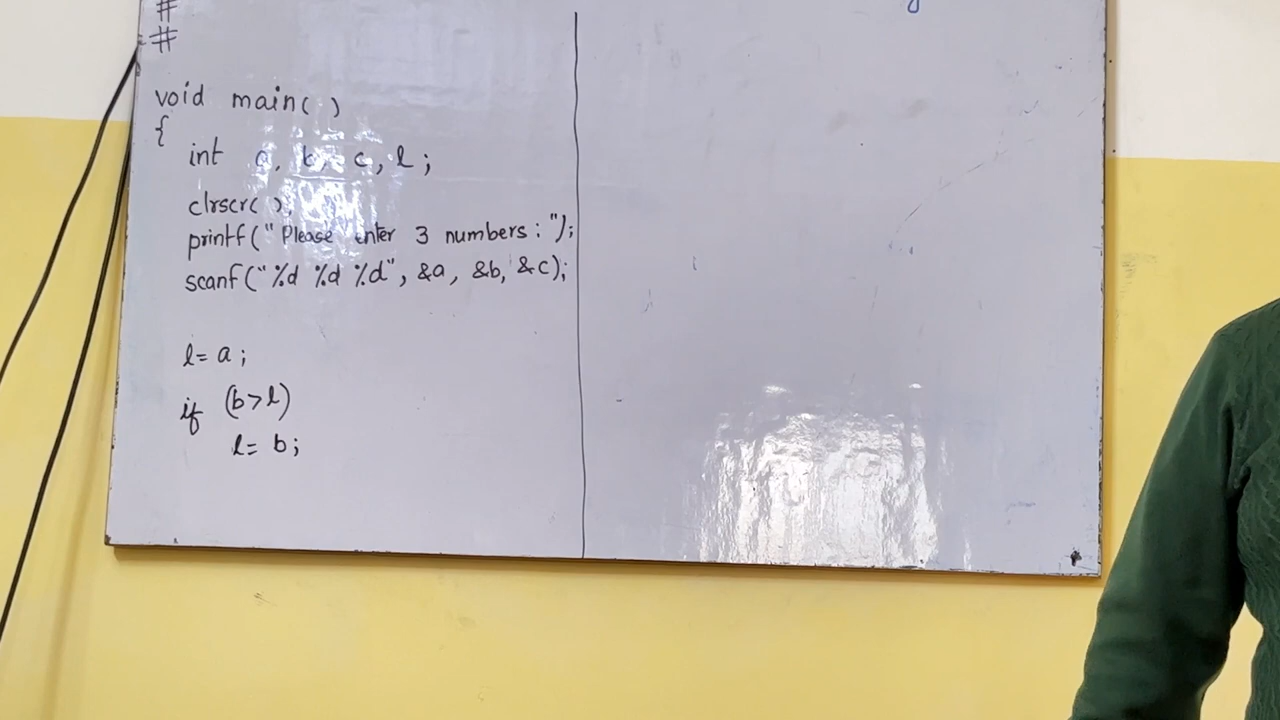 #
#
void main( )
{
int a, b, c, l ;
clrscr( );
printf("Please enter 3 numbers: ");
scanf("%d %d %d", &a, &b, &c);
l = a ;
if (b>l)
l = b ;